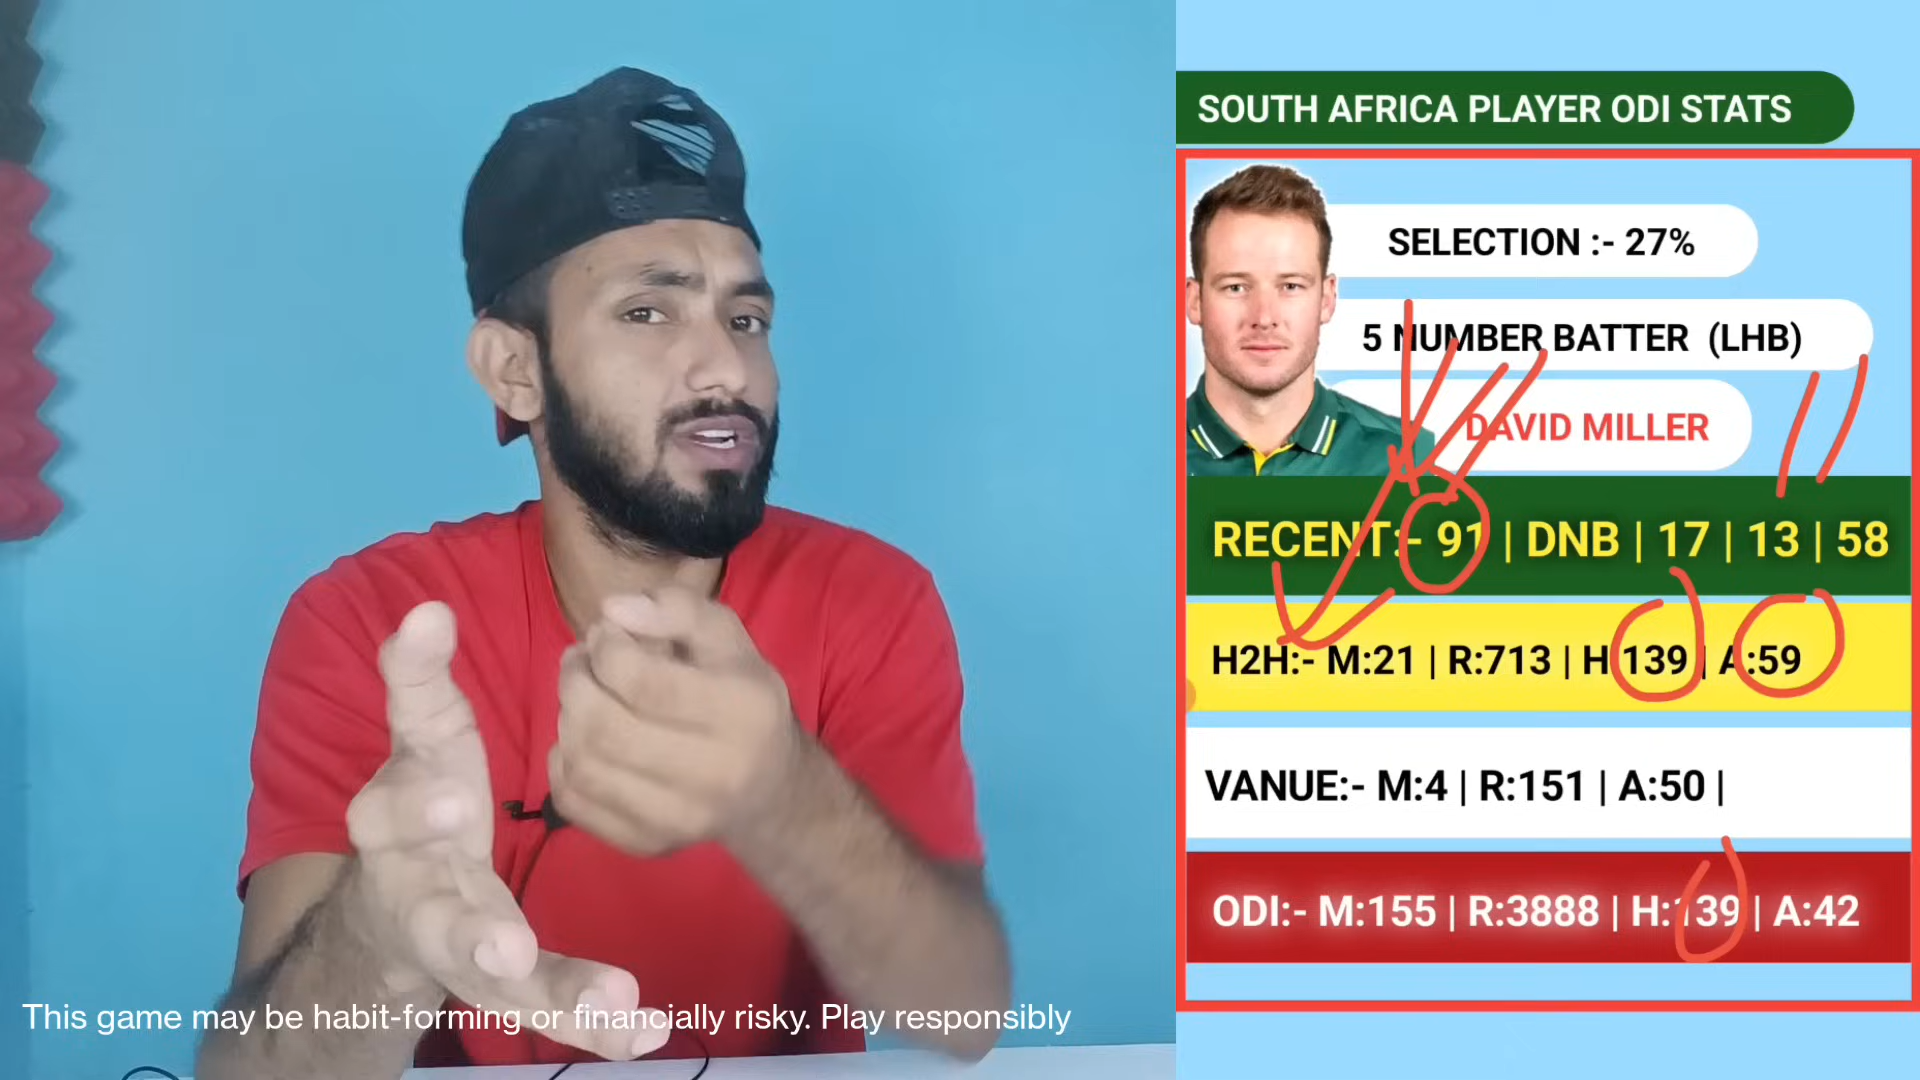 SOUTH AFRICA PLAYER ODI STATS
SELECTION :- 27%
5 NUMBER BATTER (LHB)
DAVID MILLER
RECENT:- 91 | DNB | 17 | 13 | 58
H2H:- M:21 | R:713 | H:139 | A:59
VANUE:- M:4 | R:151 | A:50 |
ODI:- M:155 | R:3888 | H:139 | A:42
This game may be habit-forming or financially risky. Play responsibly